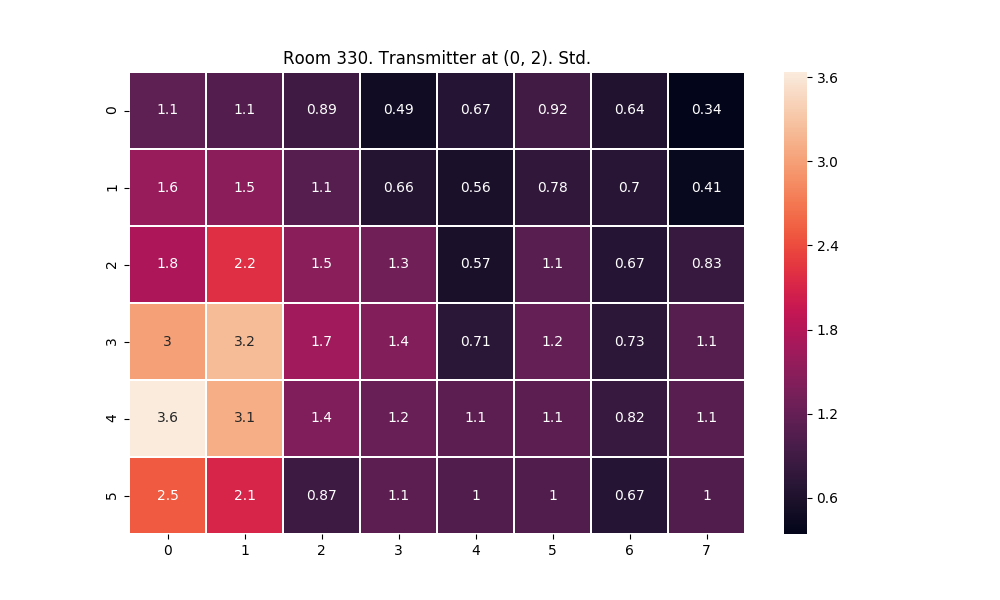 Room 330. Transmitter at (0, 2). Std.
0 1.1 1.1 0.89 0.49 0.67 0.92 0.64 0.34
1 1.6 1.5 1.1 0.66 0.56 0.78 0.7 0.41
2 1.8 2.2 1.5 1.3 0.57 1.1 0.67 0.83
3 3 3.2 1.7 1.4 0.71 1.2 0.73 1.1
4 3.6 3.1 1.4 1.2 1.1 1.1 0.82 1.1
5 2.5 2.1 0.87 1.1 1 1 0.67 1
0 1 2 3 4 5 6 7
3.6
3.0
2.4
1.8
1.2
0.6